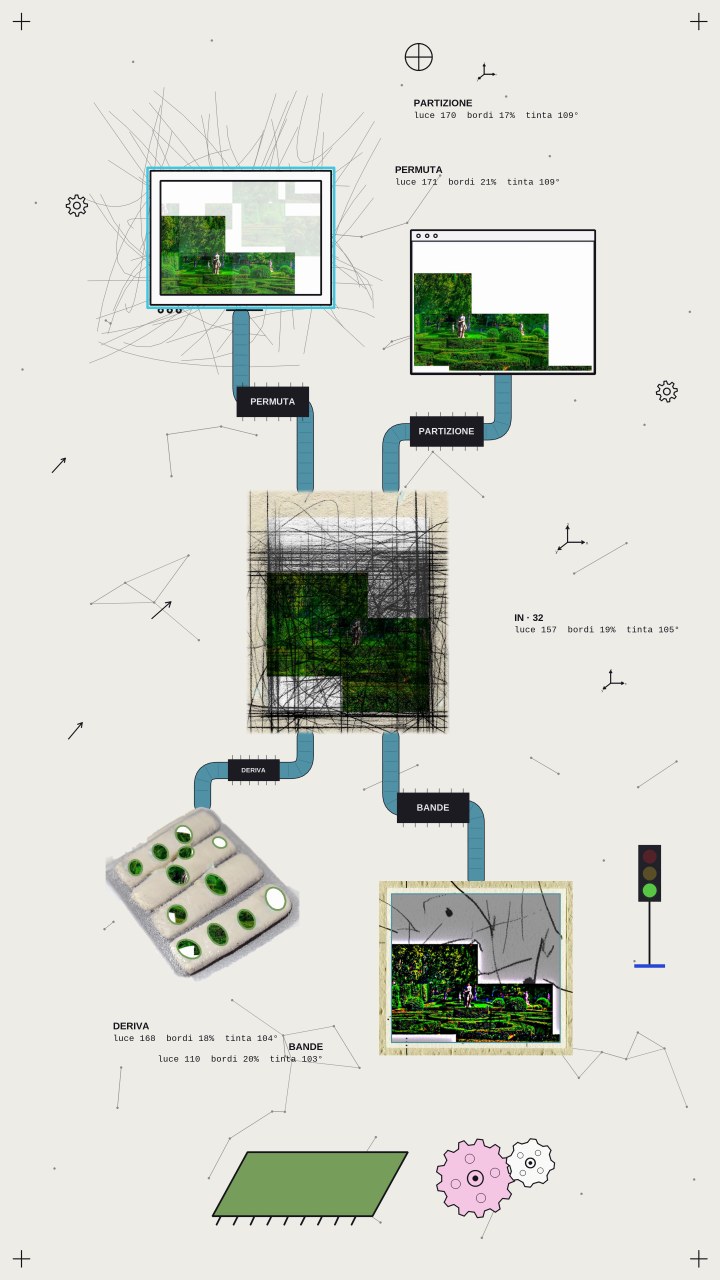 PARTIZIONE
luce 170  bordi 17%  tinta 109°
PERMUTA
luce 171  bordi 21%  tinta 109°
PERMUTA
PARTIZIONE
IN · 32
luce 157  bordi 19%  tinta 105°
DERIVA
BANDE
DERIVA
luce 168  bordi 18%  tinta 104°
BANDE
luce 110  bordi 20%  tinta 103°